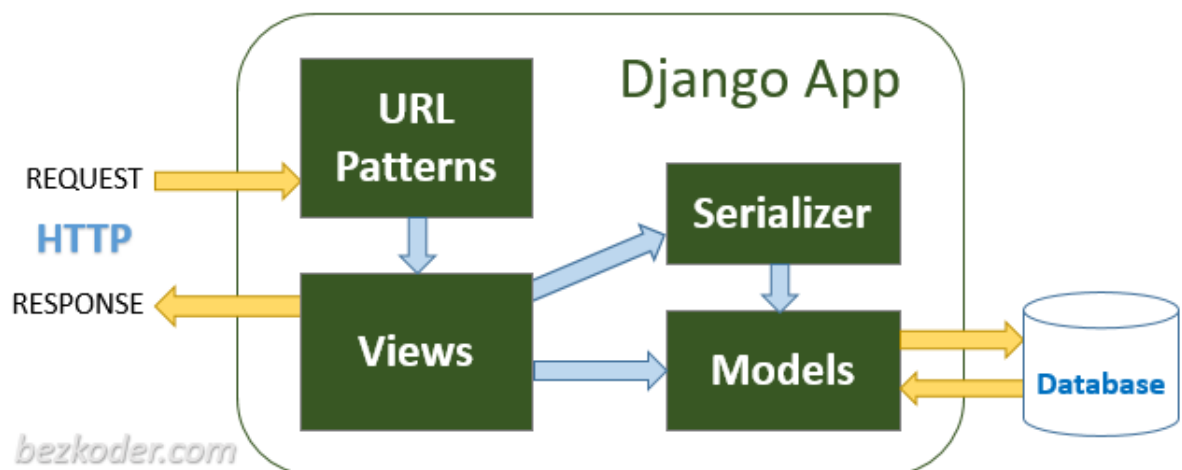 Django App
URL
Patterns
REQUEST
HTTP
RESPONSE
Serializer
Views
Models
Database
bezkoder.com